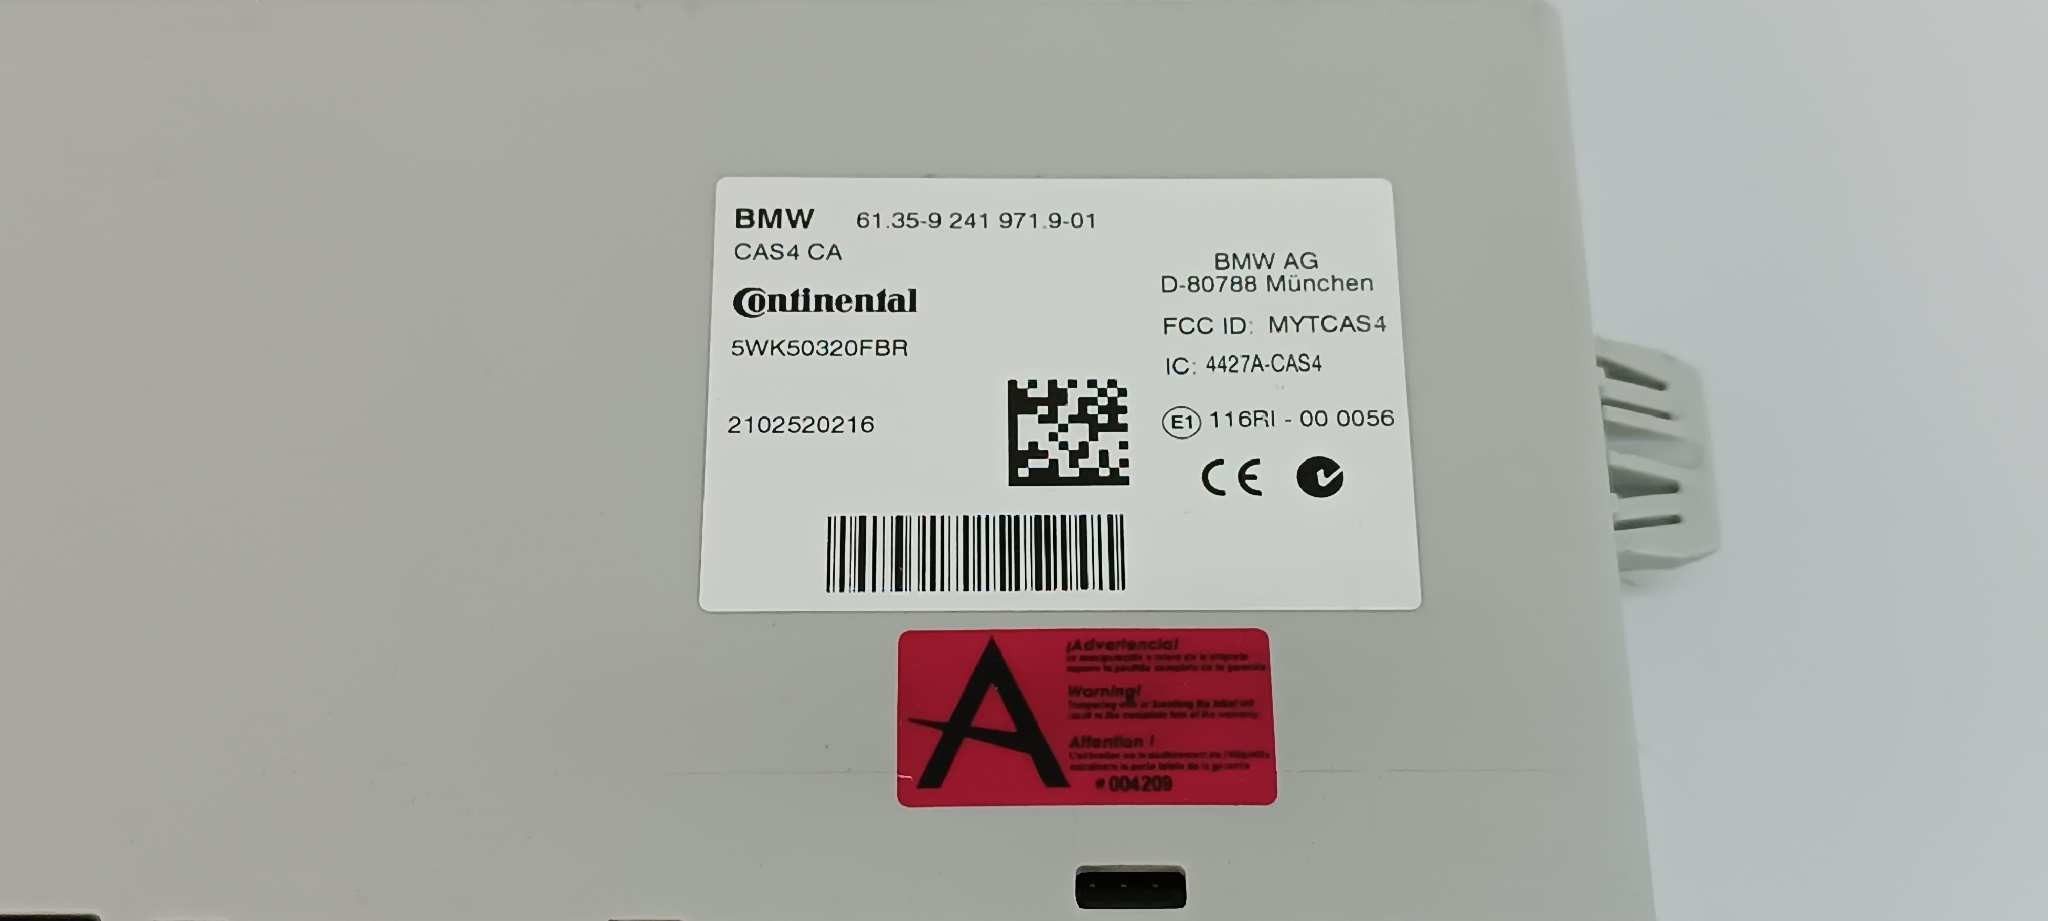 BMW 61.35-9 241 971.9-01
CAS4 CA
Continental
5WK50320FBR
2102520216
BMW AG
D-80788 München
FCC ID: MYTCAS4
IC: 4427A-CAS4
E1 116RI - 00 0056
CE
A
¡Advertencia!
Warning!
Attention !
# 004209